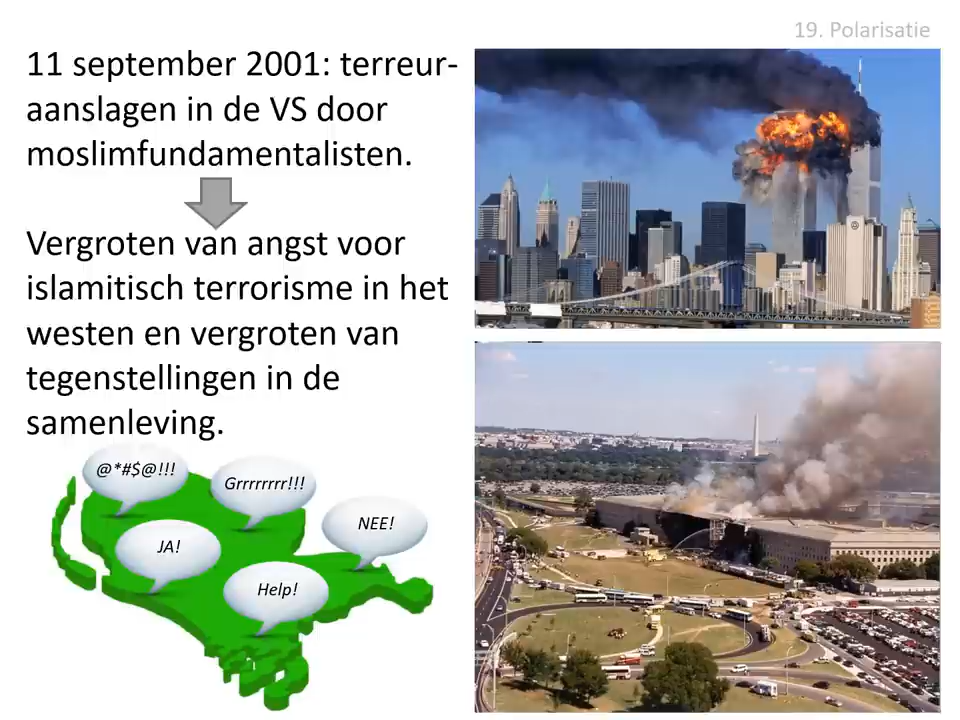 19. Polarisatie
11 september 2001: terreur-
aanslagen in de VS door
moslimfundamentalisten.
Vergroten van angst voor
islamitisch terrorisme in het
westen en vergroten van
tegenstellingen in de
samenleving.
@*#$@!!!
Grrrrrrrr!!!
NEE!
JA!
Help!